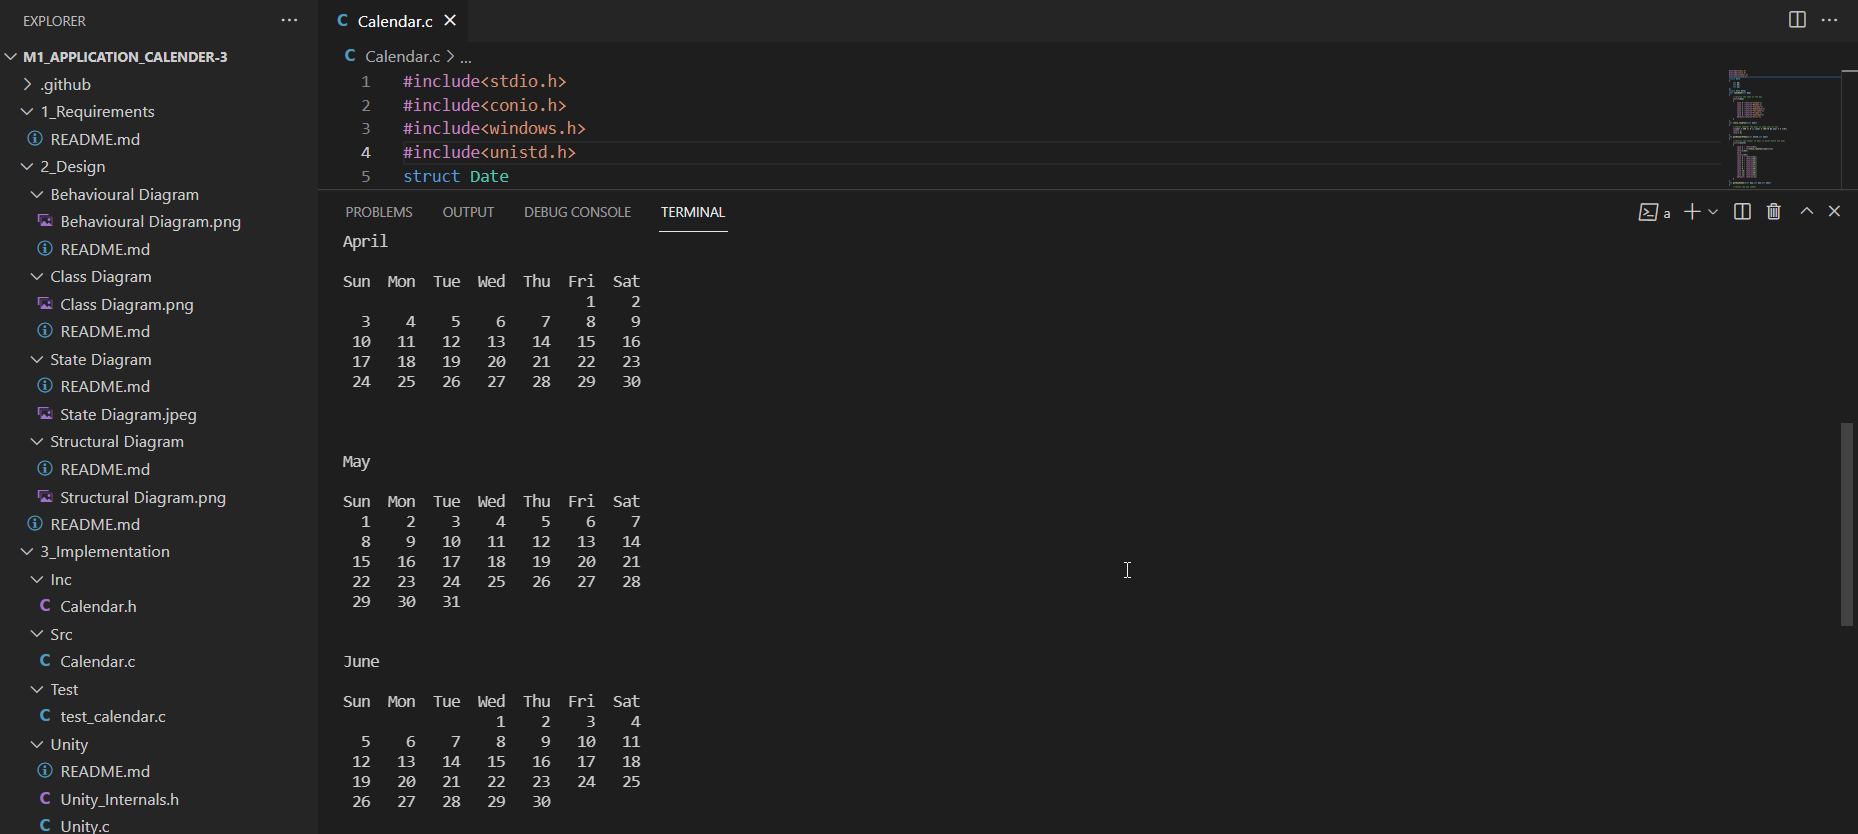 EXPLORER
M1_APPLICATION_CALENDER-3
.github
1_Requirements
README.md
2_Design
Behavioural Diagram
Behavioural Diagram.png
README.md
Class Diagram
Class Diagram.png
README.md
State Diagram
README.md
State Diagram.jpeg
Structural Diagram
README.md
Structural Diagram.png
README.md
3_Implementation
Inc
C Calendar.h
Src
C Calendar.c
Test
C test_calendar.c
Unity
README.md
C Unity_Internals.h
C Unity.c
C Calendar.c
C Calendar.c > ...
1 #include<stdio.h>
2 #include<conio.h>
3 #include<windows.h>
4 #include<unistd.h>
5 struct Date
PROBLEMS OUTPUT DEBUG CONSOLE TERMINAL
a
April
Sun Mon Tue Wed Thu Fri Sat
1 2
3 4 5 6 7 8 9
10 11 12 13 14 15 16
17 18 19 20 21 22 23
24 25 26 27 28 29 30
May
Sun Mon Tue Wed Thu Fri Sat
1 2 3 4 5 6 7
8 9 10 11 12 13 14
15 16 17 18 19 20 21
22 23 24 25 26 27 28
29 30 31
June
Sun Mon Tue Wed Thu Fri Sat
1 2 3 4
5 6 7 8 9 10 11
12 13 14 15 16 17 18
19 20 21 22 23 24 25
26 27 28 29 30